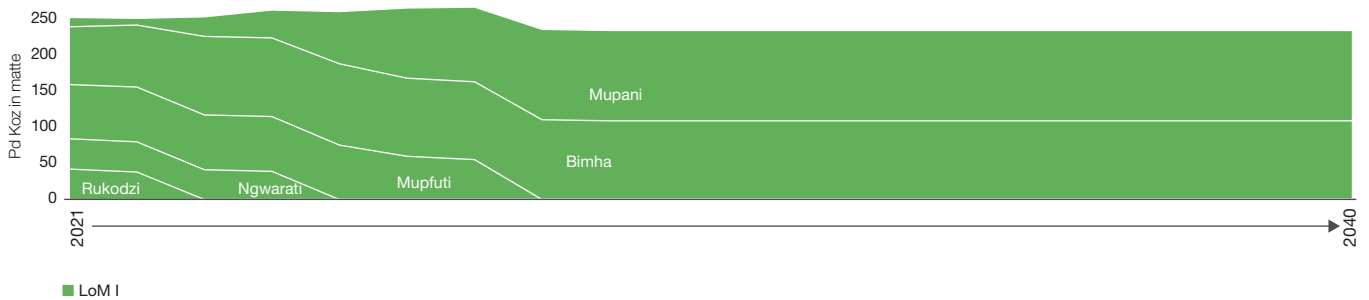 Pd Koz in matte
250
200
150
100
50
0
Mupani
Bimha
Rukodzi
Ngwarati
Mupfuti
2021
2040
LoM I